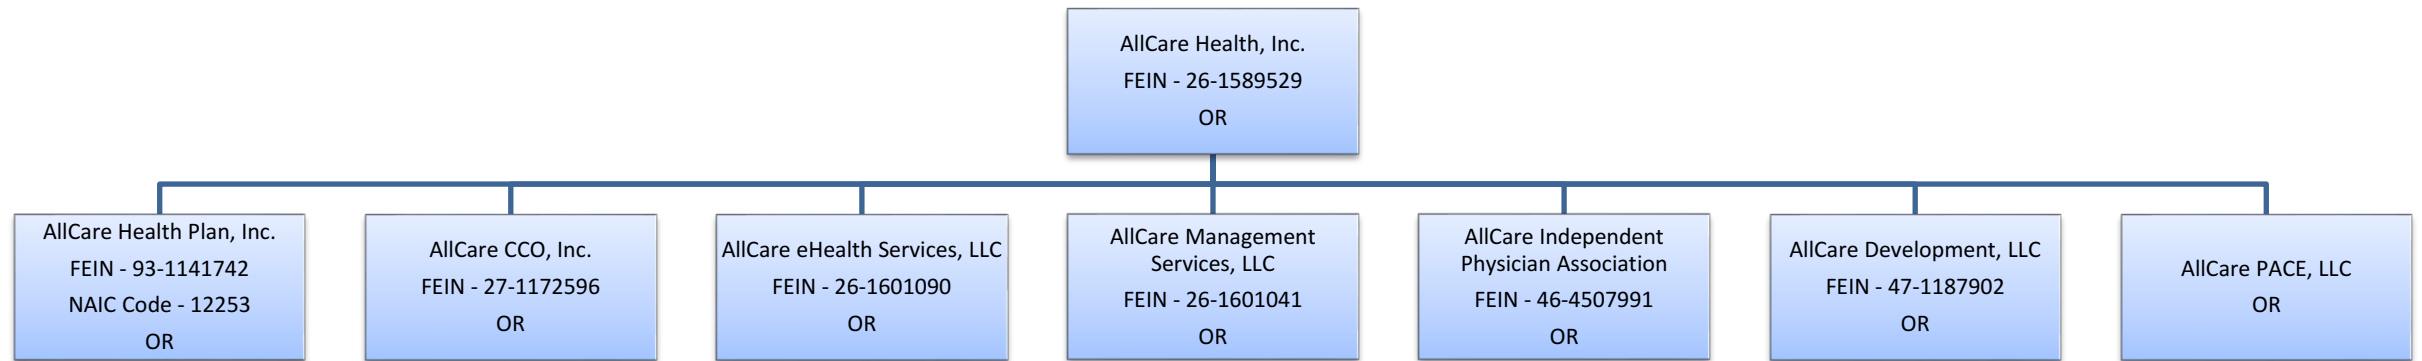 AllCare Health, Inc.
FEIN - 26-1589529
OR
AllCare Health Plan, Inc.
FEIN - 93-1141742
NAIC Code - 12253
OR
AllCare CCO, Inc.
FEIN - 27-1172596
OR
AllCare eHealth Services, LLC
FEIN - 26-1601090
OR
AllCare Management
Services, LLC
FEIN - 26-1601041
OR
AllCare Independent
Physician Association
FEIN - 46-4507991
OR
AllCare Development, LLC
FEIN - 47-1187902
OR
AllCare PACE, LLC
OR